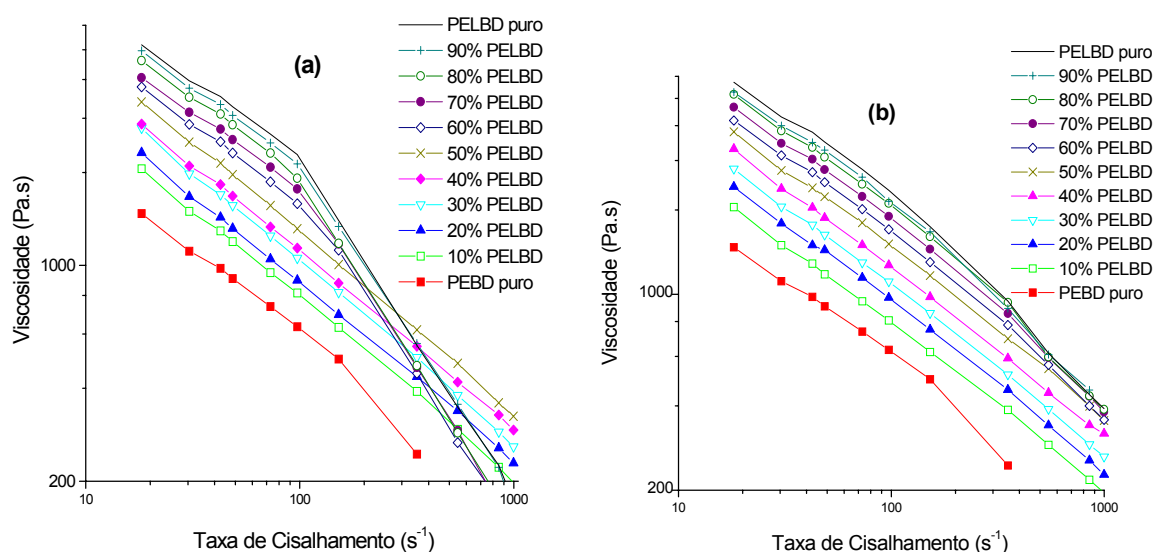 (a)
PELBD puro
90% PELBD
80% PELBD
70% PELBD
60% PELBD
50% PELBD
40% PELBD
30% PELBD
20% PELBD
10% PELBD
PEBD puro
Viscosidade (Pa.s)
1000
200
10
100
1000
Taxa de Cisalhamento (s⁻¹)
(b)
PELBD puro
90% PELBD
80% PELBD
70% PELBD
60% PELBD
50% PELBD
40% PELBD
30% PELBD
20% PELBD
10% PELBD
PEBD puro
Viscosidade (Pa.s)
1000
200
10
100
1000
Taxa de Cisalhamento (s⁻¹)